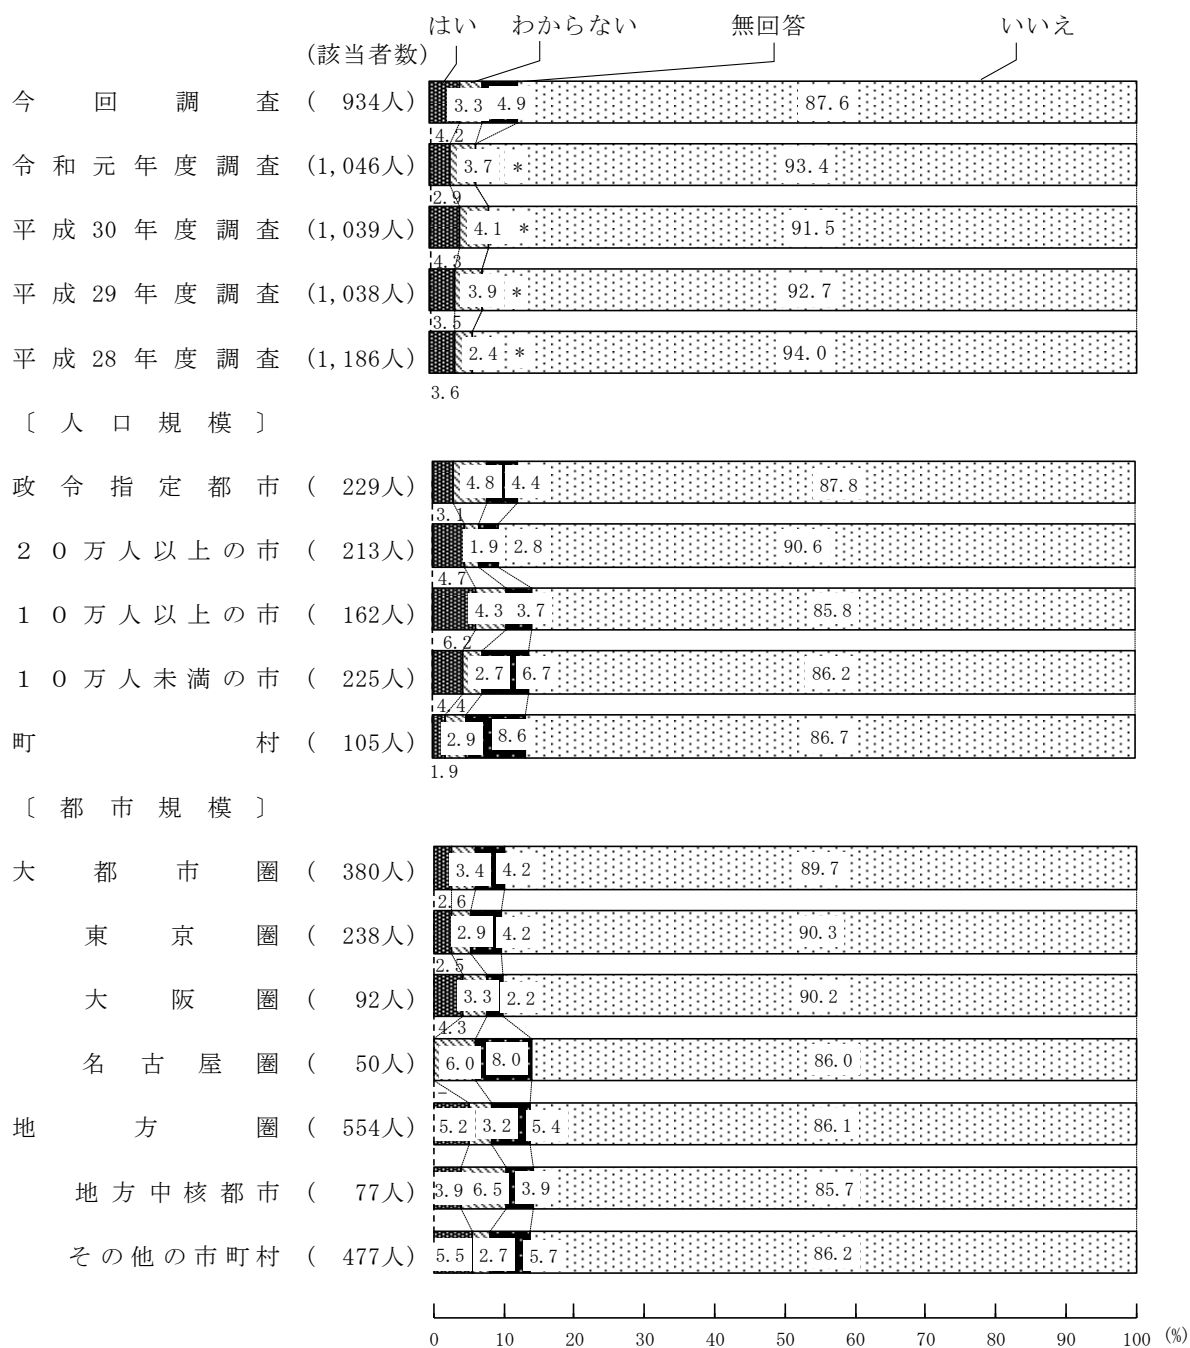 はい わからない 無回答 いいえ
(該当者数)
今回調査 ( 934人) 3.3 4.9 87.6
4.2
令和元年度調査 (1,046人) 3.7 * 93.4
2.9
平成30年度調査 (1,039人) 4.1 * 91.5
4.3
平成29年度調査 (1,038人) 3.9 * 92.7
3.5
平成28年度調査 (1,186人) 2.4 * 94.0
3.6
〔人口規模〕
政令指定都市 ( 229人) 4.8 4.4 87.8
3.1
20万人以上の市 ( 213人) 1.9 2.8 90.6
4.7
10万人以上の市 ( 162人) 4.3 3.7 85.8
6.2
10万人未満の市 ( 225人) 2.7 6.7 86.2
4.4
町村 ( 105人) 2.9 8.6 86.7
1.9
〔都市規模〕
大都市圏 ( 380人) 3.4 4.2 89.7
2.6
東京圏 ( 238人) 2.9 4.2 90.3
2.5
大阪圏 ( 92人) 3.3 2.2 90.2
4.3
名古屋圏 ( 50人) 6.0 8.0 86.0
-
地方圏 ( 554人) 5.2 3.2 5.4 86.1
地方中核都市 ( 77人) 3.9 6.5 3.9 85.7
その他の市町村 ( 477人) 5.5 2.7 5.7 86.2
0 10 20 30 40 50 60 70 80 90 100 (%)